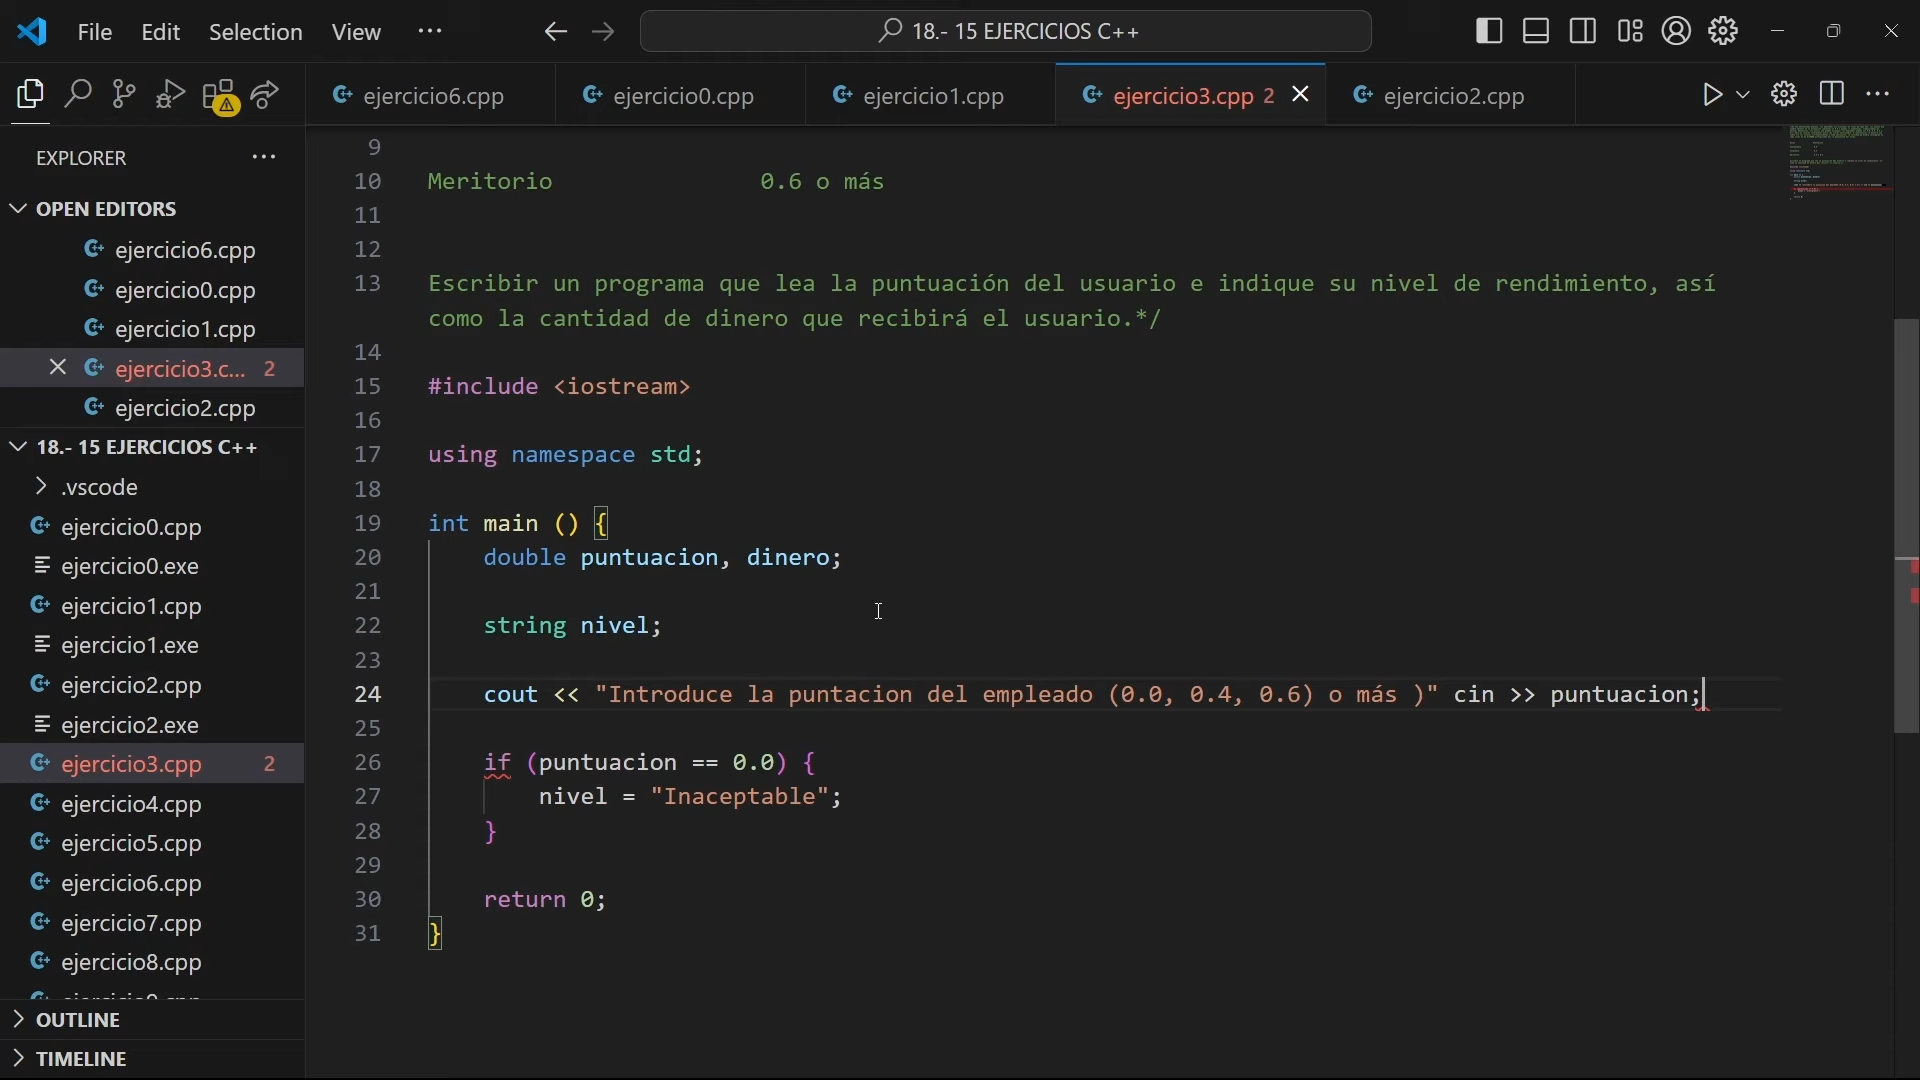 File Edit Selection View ··· 18.- 15 EJERCICIOS C++
ejercicio6.cpp ejercicio0.cpp ejercicio1.cpp ejercicio3.cpp 2 ejercicio2.cpp
EXPLORER
OPEN EDITORS
ejercicio6.cpp
ejercicio0.cpp
ejercicio1.cpp
ejercicio3.c... 2
ejercicio2.cpp
18.- 15 EJERCICIOS C++
.vscode
ejercicio0.cpp
ejercicio0.exe
ejercicio1.cpp
ejercicio1.exe
ejercicio2.cpp
ejercicio2.exe
ejercicio3.cpp 2
ejercicio4.cpp
ejercicio5.cpp
ejercicio6.cpp
ejercicio7.cpp
ejercicio8.cpp
OUTLINE
TIMELINE
9
10 Meritorio 0.6 o más
11
12
13 Escribir un programa que lea la puntuación del usuario e indique su nivel de rendimiento, así
como la cantidad de dinero que recibirá el usuario.*/
14
15 #include <iostream>
16
17 using namespace std;
18
19 int main () {
20 double puntuacion, dinero;
21
22 string nivel;
23
24 cout << "Introduce la puntacion del empleado (0.0, 0.4, 0.6) o más )" cin >> puntuacion;
25
26 if (puntuacion == 0.0) {
27 nivel = "Inaceptable";
28 }
29
30 return 0;
31 }